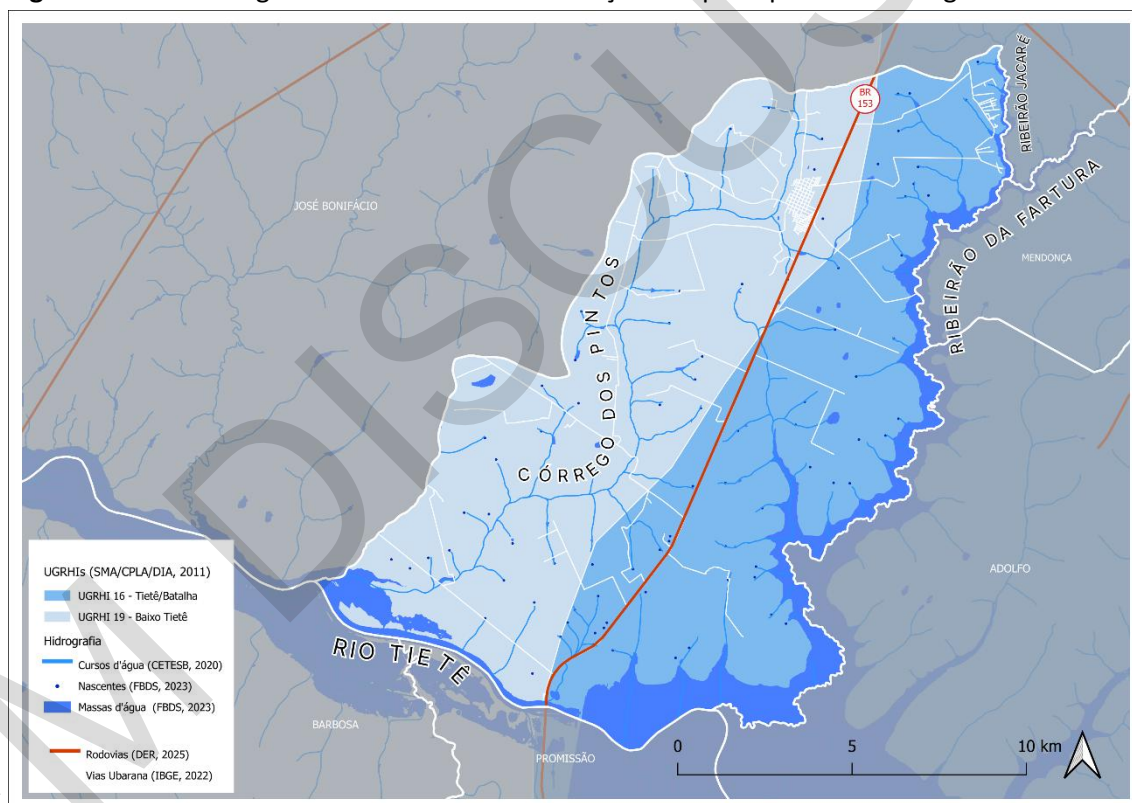 BR
153
RIBEIRÃO JACARÉ
RIBEIRÃO DA FARTURA
MENDONÇA
JOSÉ BONIFÁCIO
CÓRREGO DOS PINTOS
ADOLFO
RIO TIETÊ
BARBOSA
PROMISSÃO
UGRHIs (SMA/CPLA/DIA, 2011)
UGRHI 16 - Tietê/Batalha
UGRHI 19 - Baixo Tietê
Hidrografia
Cursos d'água (CETESB, 2020)
Nascentes (FBDS, 2023)
Massas d'água (FBDS, 2023)
Rodovias (DER, 2025)
Vias Ubarana (IBGE, 2022)
0 5 10 km